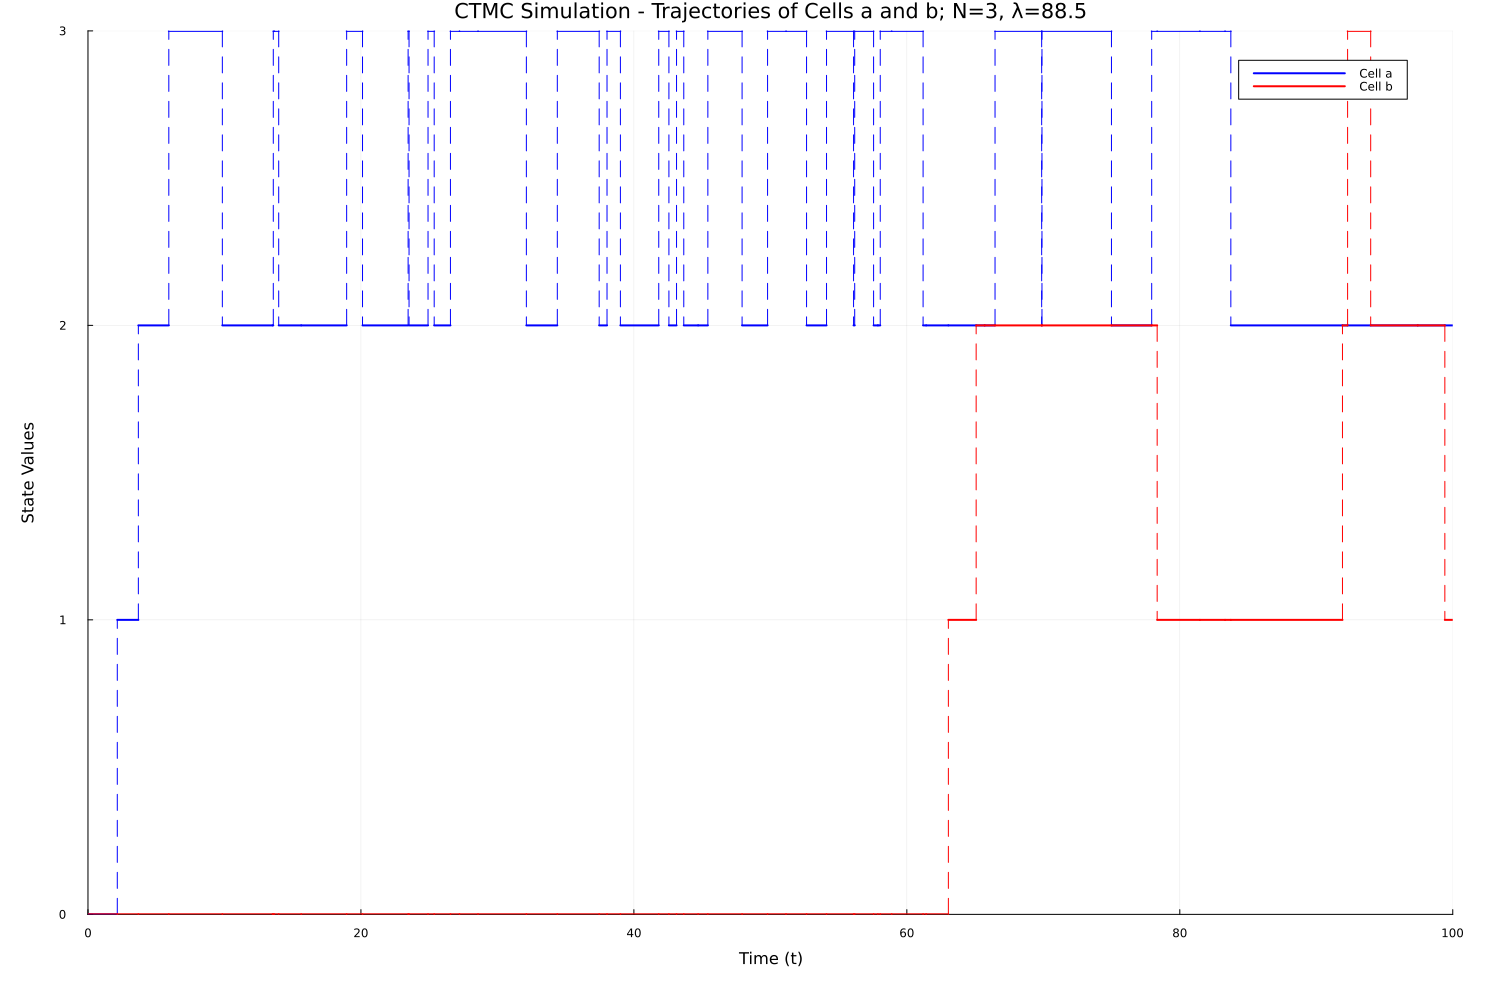 CTMC Simulation - Trajectories of Cells a and b; N=3, λ=88.5
3
Cell a
Cell b
2
State Values
1
0
0 20 40 60 80 100
Time (t)